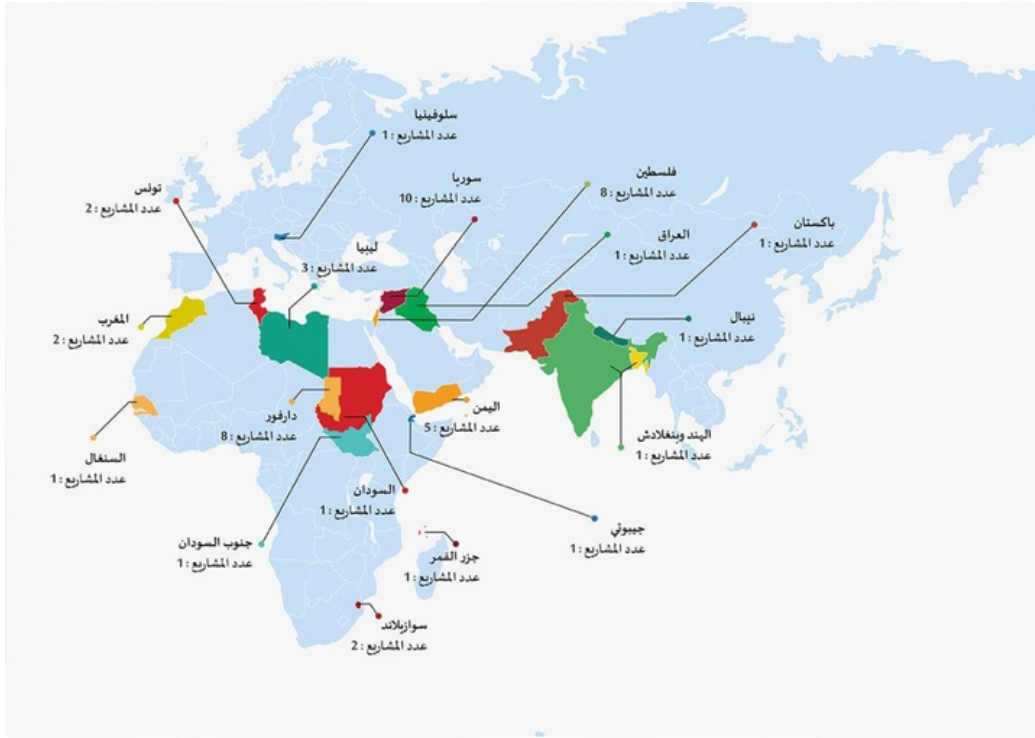 سلوفينيا
عدد المشاريع : 1
فلسطين
عدد المشاريع : 8
سوريا
عدد المشاريع : 10
تونس
عدد المشاريع : 2
باكستان
عدد المشاريع : 1
العراق
عدد المشاريع : 1
ليبيا
عدد المشاريع : 3
المغرب
عدد المشاريع : 2
نيبال
عدد المشاريع : 1
اليمن
عدد المشاريع : 5
دارفور
عدد المشاريع : 8
الهند وبنغلادش
عدد المشاريع : 1
السنغال
عدد المشاريع : 1
السودان
عدد المشاريع : 1
جيبوتي
عدد المشاريع : 1
جنوب السودان
عدد المشاريع : 1
جزر القمر
عدد المشاريع : 1
سوازيلاند
عدد المشاريع : 2